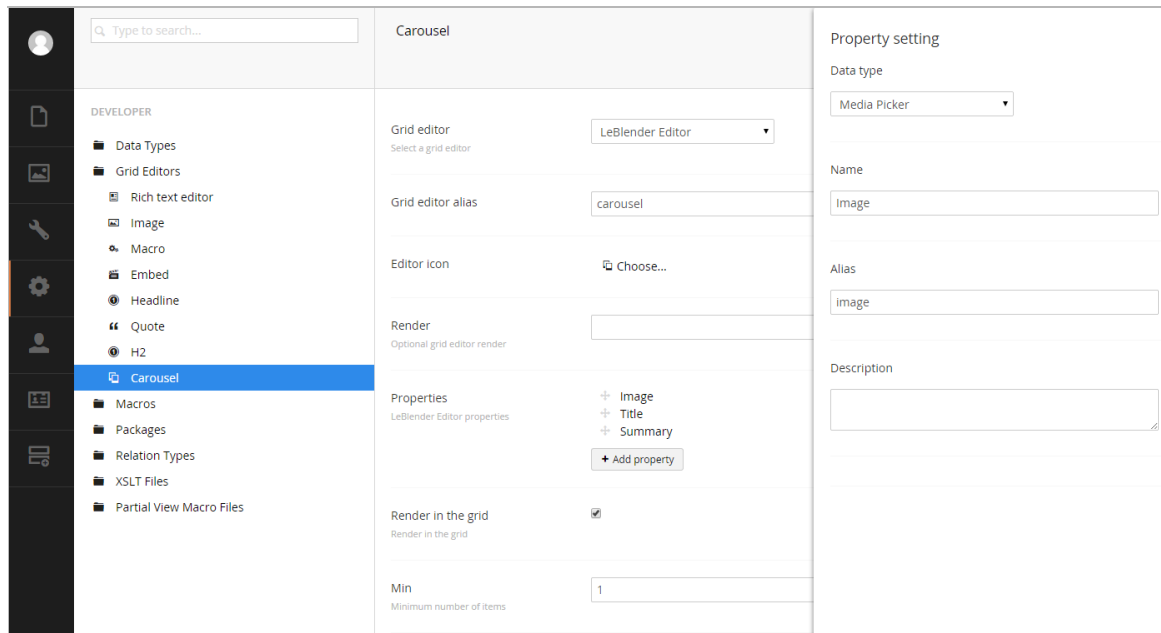 Type to search...
DEVELOPER
Data Types
Grid Editors
Rich text editor
Image
Macro
Embed
Headline
Quote
H2
Carousel
Macros
Packages
Relation Types
XSLT Files
Partial View Macro Files
Carousel
Grid editor
Select a grid editor
LeBlender Editor
Grid editor alias
carousel
Editor icon
Choose...
Render
Optional grid editor render
Properties
LeBlender Editor properties
Image
Title
Summary
+ Add property
Render in the grid
Render in the grid
Min
Minimum number of items
1
Property setting
Data type
Media Picker
Name
Image
Alias
image
Description